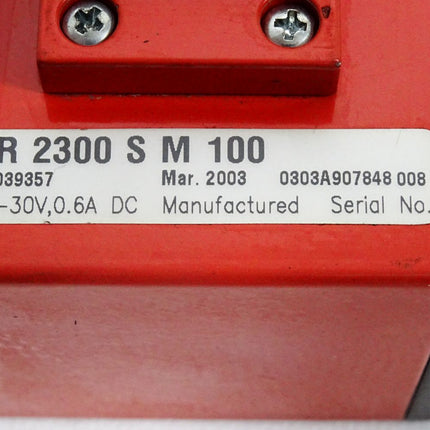 R 2300 S M 100
039357 Mar. 2003 0303A907848 008
-30V,0.6A DC Manufactured Serial No.